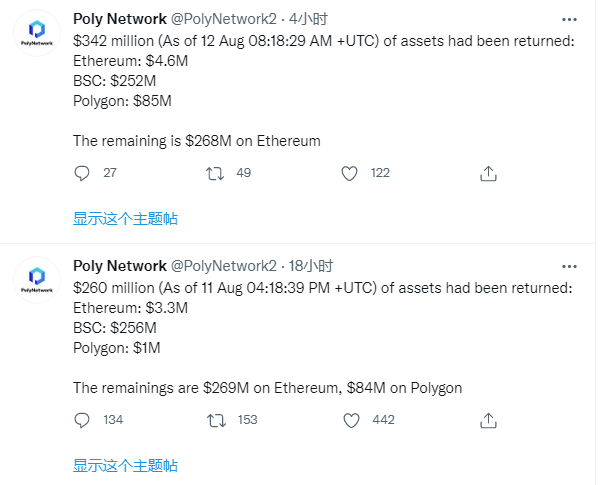 Poly Network @PolyNetwork2 · 4小时
$342 million (As of 12 Aug 08:18:29 AM +UTC) of assets had been returned:
Ethereum: $4.6M
BSC: $252M
Polygon: $85M
The remaining is $268M on Ethereum
27 49 122
显示这个主题帖
Poly Network @PolyNetwork2 · 18小时
$260 million (As of 11 Aug 04:18:39 PM +UTC) of assets had been returned:
Ethereum: $3.3M
BSC: $256M
Polygon: $1M
The remainings are $269M on Ethereum, $84M on Polygon
134 153 442
显示这个主题帖
PolyNetwork
PolyNetwork